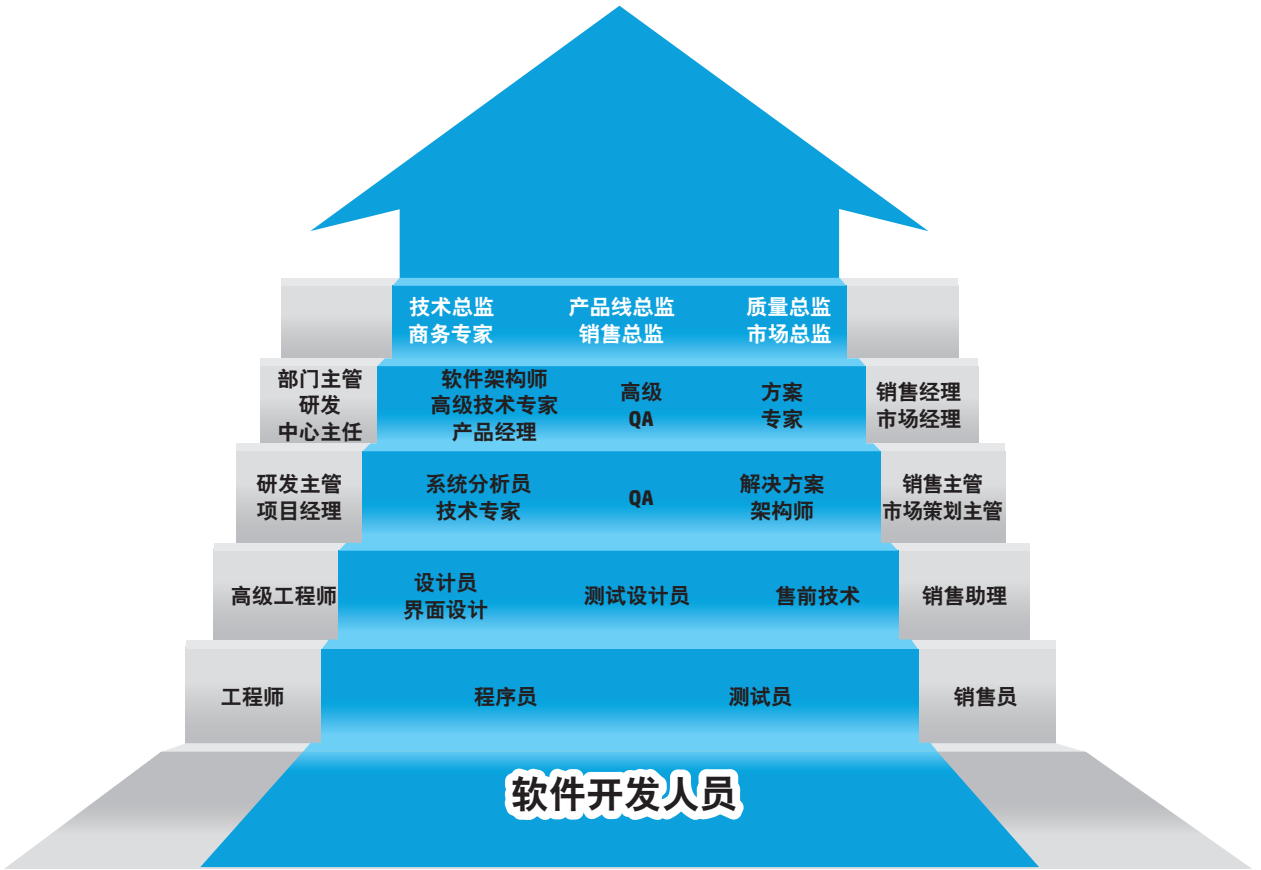 技术总监 产品线总监 质量总监
商务专家 销售总监 市场总监
部门主管
研发
中心主任
软件架构师
高级技术专家
产品经理
高级
QA
方案
专家
销售经理
市场经理
研发主管
项目经理
系统分析员
技术专家
QA
解决方案
架构师
销售主管
市场策划主管
高级工程师
设计员
界面设计
测试设计员
售前技术
销售助理
工程师
程序员
测试员
销售员
软件开发人员